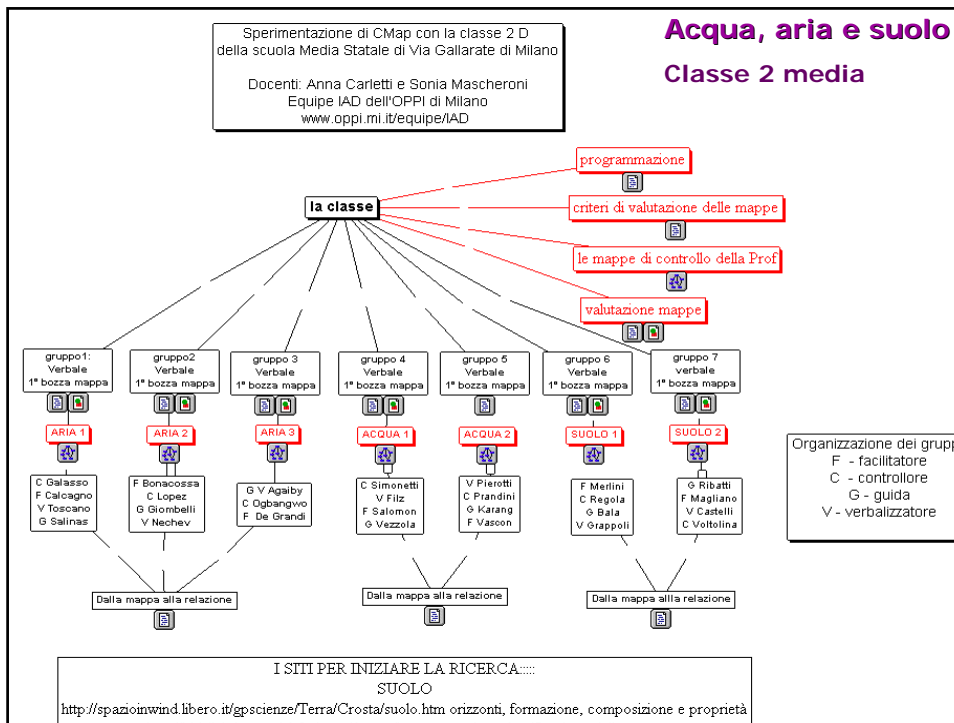 Acqua, aria e suolo
Classe 2 media
Sperimentazione di CMap con la classe 2 D
della scuola Media Statale di Via Gallarate di Milano
Docenti: Anna Carletti e Sonia Mascheroni
Equipe IAD dell'OPPI di Milano
www.oppi.mi.it/equipe/IAD
programmazione
la classe
criteri di valutazione delle mappe
le mappe di controllo della Prof
valutazione mappe
gruppo1:
Verbale
1° bozza mappa
gruppo2
Verbale
1° bozza mappa
gruppo 3
Verbale
1° bozza mappa
gruppo 4
Verbale
1° bozza mappa
gruppo 5
Verbale
1° bozza mappa
gruppo 6
Verbale
1° bozza mappa
gruppo 7
verbale
1° bozza mappa
ARIA 1
ARIA 2
ARIA 3
ACQUA 1
ACQUA 2
SUOLO 1
SUOLO 2
C Galasso
F Calcagno
V Toscano
G Salinas
F Bonacossa
C Lopez
G Giombelli
V Nechev
G V Agaiby
C Ogbangwo
F De Grandi
C Simonetti
V Filz
F Salomon
G Vezzola
V Pierotti
C Prandini
G Karang
F Vascon
F Merlini
C Regola
G Bala
V Grappoli
G Ribatti
F Magliano
V Castelli
C Voltolina
Organizzazione dei grupp
F - facilitatore
C - controllore
G - guida
V - verbalizzatore
Dalla mappa alla relazione
Dalla mappa alla relazione
Dalla mappa allla relazione
I SITI PER INIZIARE LA RICERCA:::::
SUOLO
http://spazioinwind.libero.it/gpscienze/Terra/Crosta/suolo.htm orizzonti, formazione, composizione e proprietà